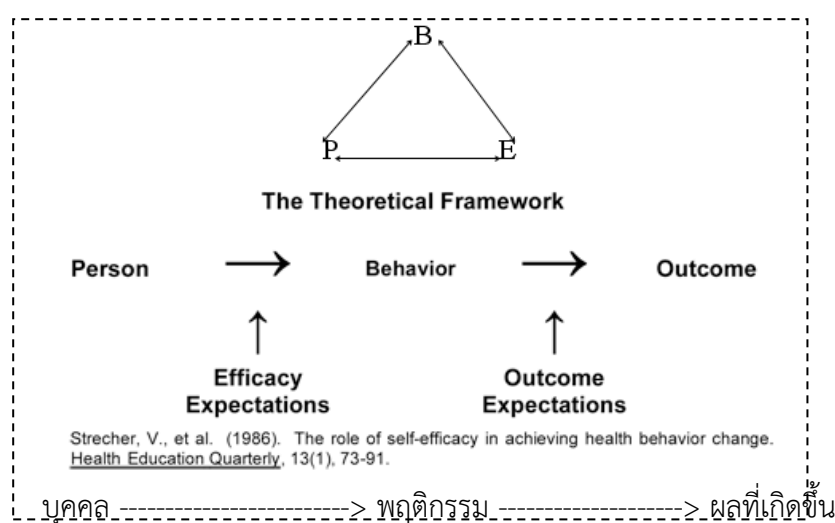 B
P E
The Theoretical Framework
Person → Behavior → Outcome
↑ ↑
Efficacy Expectations Outcome Expectations
Strecher, V., et al. (1986). The role of self-efficacy in achieving health behavior change.
Health Education Quarterly, 13(1), 73-91.
บุคคล --------------------------> พฤติกรรม --------------------> ผลที่เกิดขึ้น